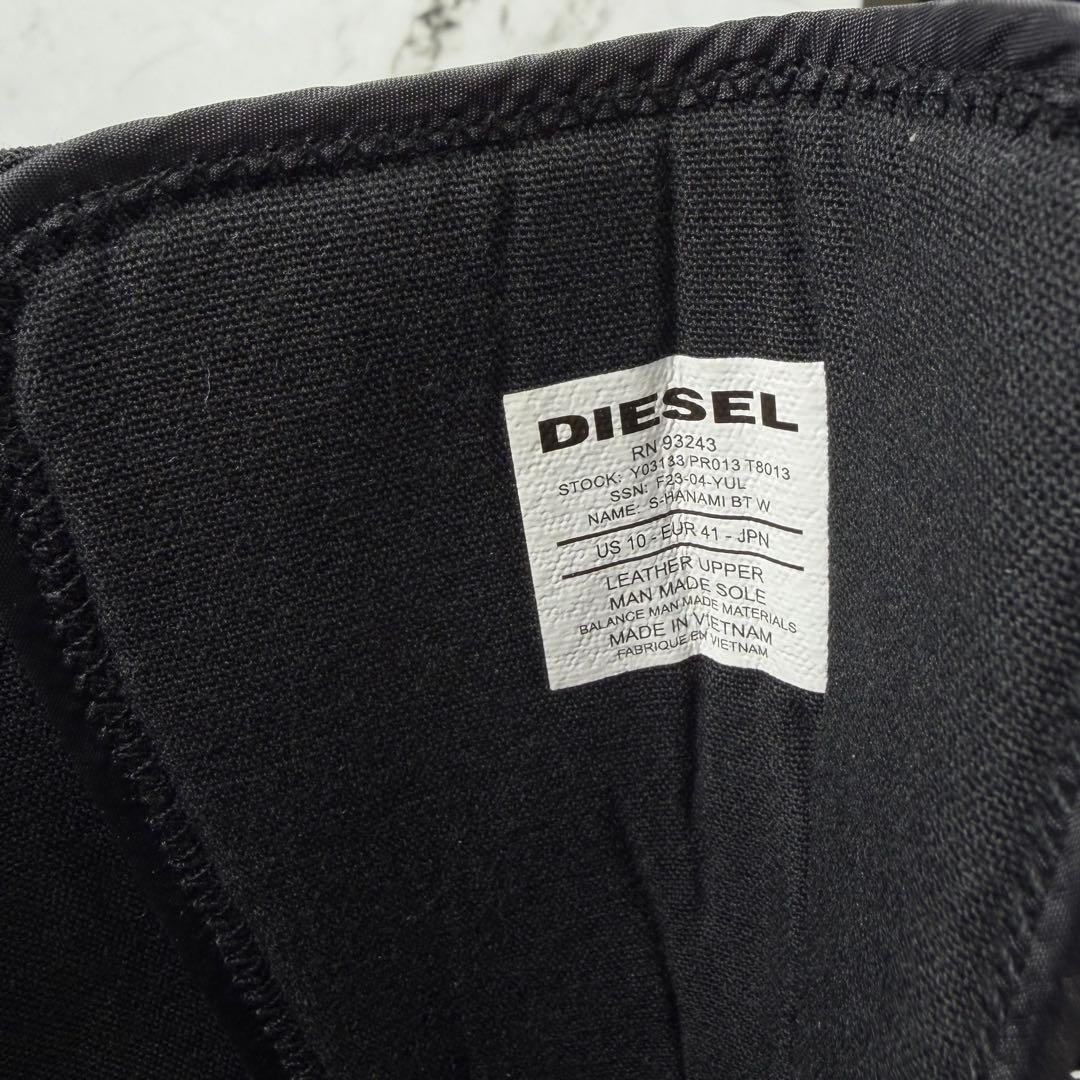 DIESEL
RN 93243
STOCK: Y03133/PR013 T8013
SSN: F23-04-YUL
NAME: S-HANAMI BT W
US 10 - EUR 41 - JPN
LEATHER UPPER
MAN MADE SOLE
BALANCE MAN MADE MATERIALS
MADE IN VIETNAM
FABRIQUE EN VIETNAM